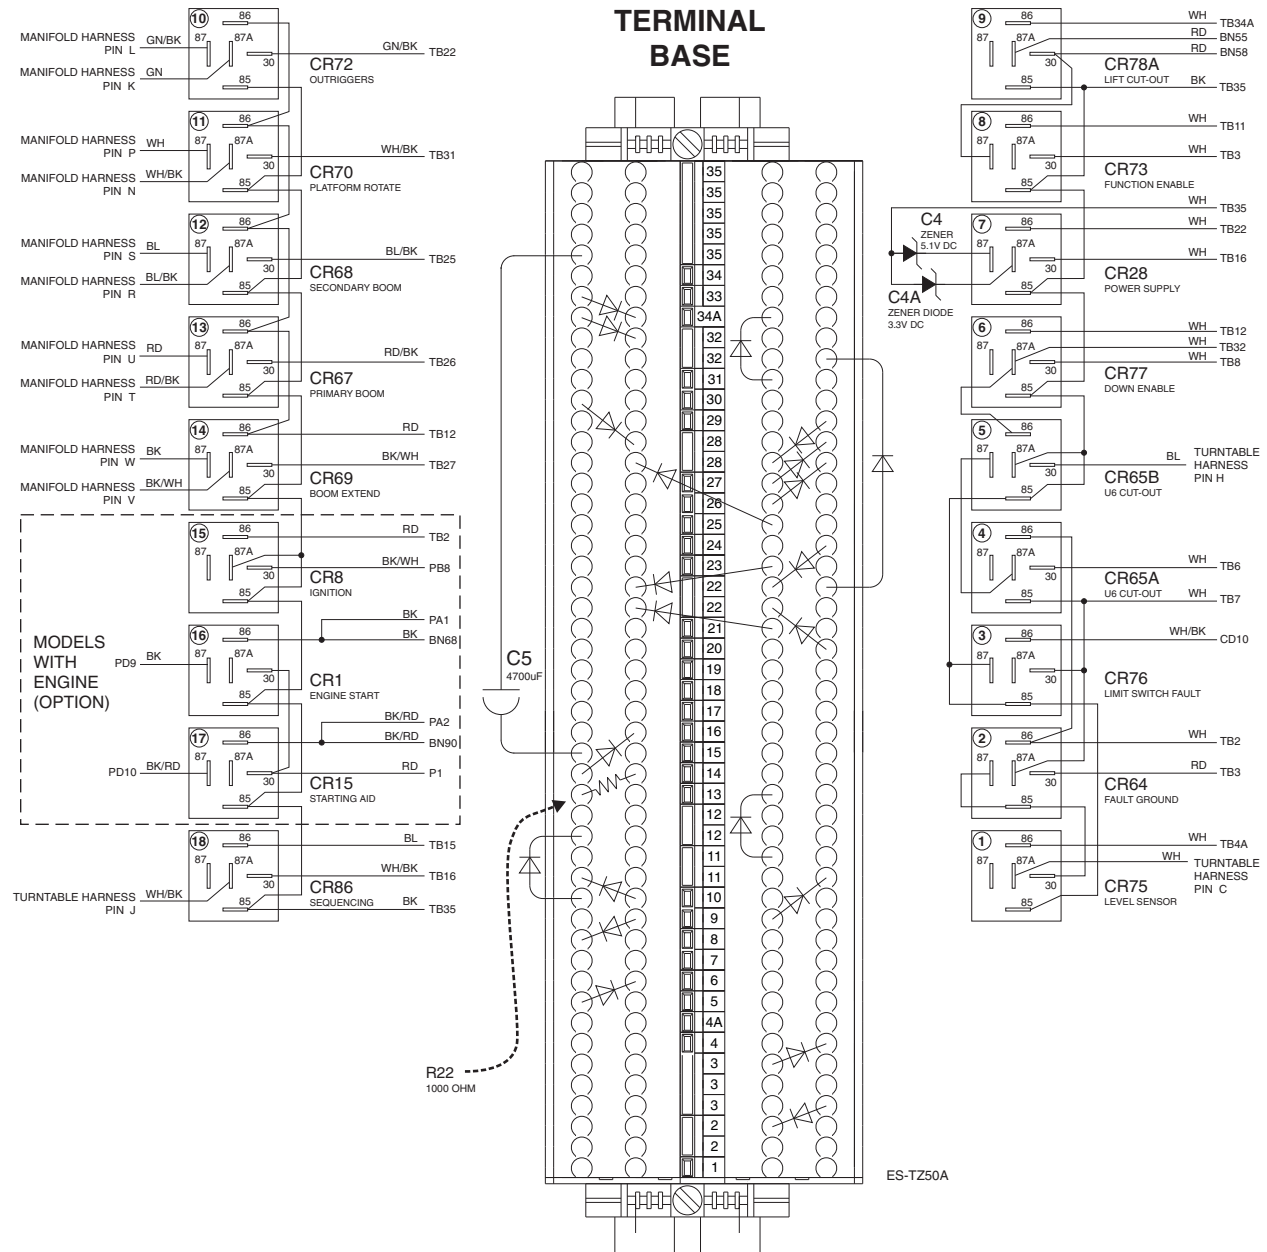 TERMINAL
BASE
10
86
87
87A
30
85
MANIFOLD HARNESS
PIN L
GN/BK
MANIFOLD HARNESS
PIN K
GN
GN/BK
TB22
CR72
OUTRIGGERS
11
86
87
87A
30
85
MANIFOLD HARNESS
PIN P
WH
MANIFOLD HARNESS
PIN N
WH/BK
WH/BK
TB31
CR70
PLATFORM ROTATE
12
86
87
87A
30
85
MANIFOLD HARNESS
PIN S
BL
MANIFOLD HARNESS
PIN R
BL/BK
BL/BK
TB25
CR68
SECONDARY BOOM
13
86
87
87A
30
85
MANIFOLD HARNESS
PIN U
RD
MANIFOLD HARNESS
PIN T
RD/BK
RD/BK
TB26
CR67
PRIMARY BOOM
14
86
87
87A
30
85
MANIFOLD HARNESS
PIN W
BK
MANIFOLD HARNESS
PIN V
BK/WH
RD
TB12
BK/WH
TB27
CR69
BOOM EXTEND
MODELS
WITH
ENGINE
(OPTION)
15
86
87
87A
30
85
RD
TB2
BK/WH
PB8
CR8
IGNITION
16
86
87
87A
30
85
PD9
BK
BK
PA1
BK
BN68
CR1
ENGINE START
17
86
87
87A
30
85
PD10
BK/RD
BK/RD
PA2
BK/RD
BN90
RD
P1
CR15
STARTING AID
18
86
87
87A
30
85
TURNTABLE HARNESS
PIN J
WH/BK
BL
TB15
WH/BK
TB16
BK
TB35
CR86
SEQUENCING
C5
4700uF
R22
1000 OHM
35
35
35
35
35
34
33
34A
32
32
31
30
29
28
28
27
26
25
24
23
22
22
21
20
19
18
17
16
15
14
13
12
12
11
11
10
9
8
7
6
5
4A
4
3
3
3
2
2
1
ES-TZ50A
9
86
87
87A
30
85
WH
TB34A
RD
BN55
RD
BN58
BK
TB35
CR78A
LIFT CUT-OUT
8
86
87
87A
30
85
WH
TB11
WH
TB3
CR73
FUNCTION ENABLE
WH
TB35
C4
ZENER
5.1V DC
C4A
ZENER DIODE
3.3V DC
7
86
87
87A
30
85
WH
TB22
WH
TB16
CR28
POWER SUPPLY
6
86
87
87A
30
85
WH
TB12
WH
TB32
WH
TB8
CR77
DOWN ENABLE
5
86
87
87A
30
85
BL
TURNTABLE
HARNESS
PIN H
CR65B
U6 CUT-OUT
4
86
87
87A
30
85
WH
TB6
WH
TB7
CR65A
U6 CUT-OUT
3
86
87
87A
30
85
WH/BK
CD10
CR76
LIMIT SWITCH FAULT
2
86
87
87A
30
85
WH
TB2
RD
TB3
CR64
FAULT GROUND
1
86
87
87A
30
85
WH
TB4A
WH
TURNTABLE
HARNESS
PIN C
CR75
LEVEL SENSOR